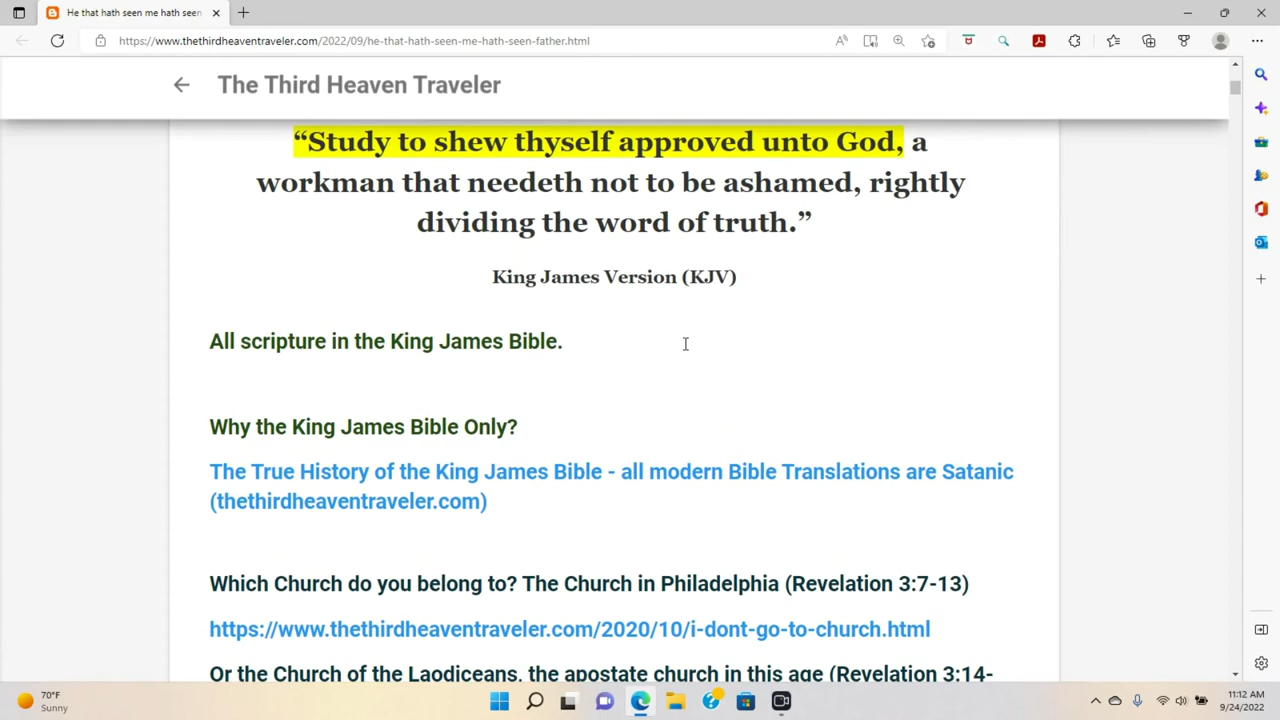 He that hath seen me hath seen
https://www.thethirdheaventraveler.com/2022/09/he-that-hath-seen-me-hath-seen-father.html
The Third Heaven Traveler
“Study to shew thyself approved unto God, a
workman that needeth not to be ashamed, rightly
dividing the word of truth.”
King James Version (KJV)
All scripture in the King James Bible.
Why the King James Bible Only?
The True History of the King James Bible - all modern Bible Translations are Satanic
(thethirdheaventraveler.com)
Which Church do you belong to? The Church in Philadelphia (Revelation 3:7-13)
https://www.thethirdheaventraveler.com/2020/10/i-dont-go-to-church.html
Or the Church of the Laodiceans, the apostate church in this age (Revelation 3:14-
70°F
Sunny
11:12 AM
9/24/2022